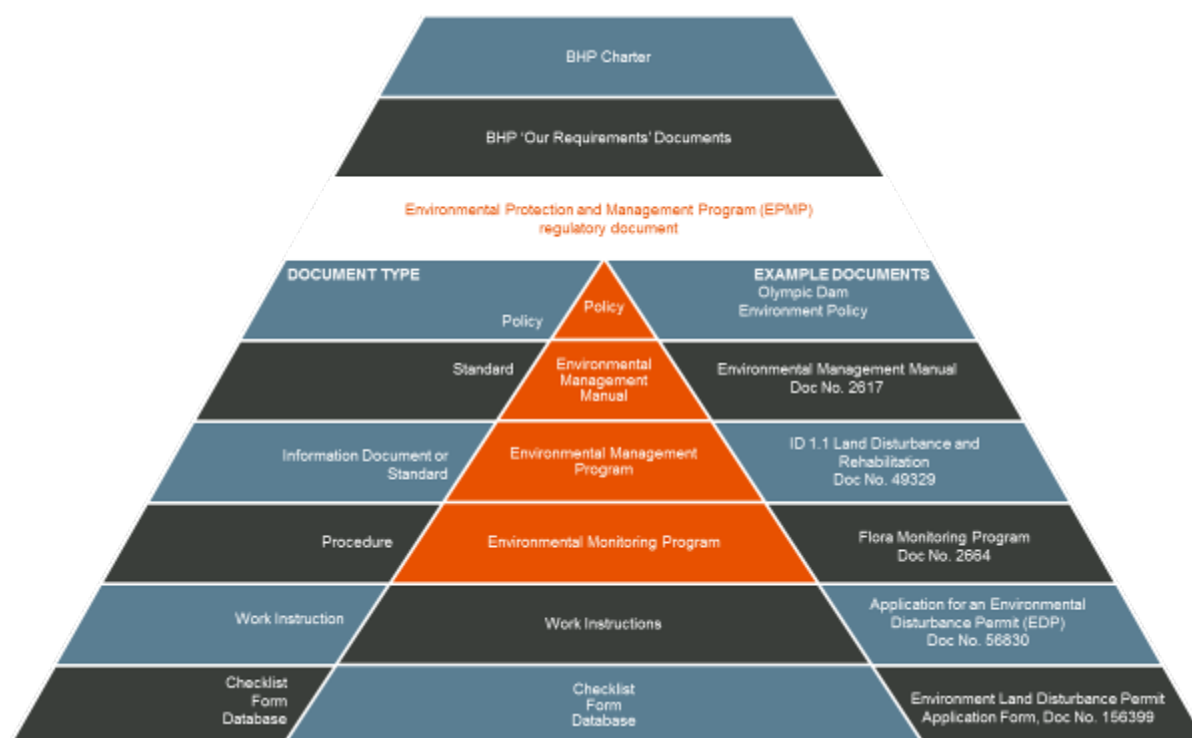 BHP Charter
BHP 'Our Requirements' Documents
Environmental Protection and Management Program (EPMP)
regulatory document
DOCUMENT TYPE
EXAMPLE DOCUMENTS
Policy
Policy
Olympic Dam
Environment Policy
Standard
Environmental
Management
Manual
Environmental Management Manual
Doc No. 2617
Information Document or
Standard
Environmental Management
Program
ID 1.1 Land Disturbance and
Rehabilitation
Doc No. 49329
Procedure
Environmental Monitoring Program
Flora Monitoring Program
Doc No. 2664
Work Instruction
Work Instructions
Application for an Environmental
Disturbance Permit (EDP)
Doc No. 56830
Checklist
Form
Database
Checklist
Form
Database
Environment Land Disturbance Permit
Application Form, Doc No. 156399